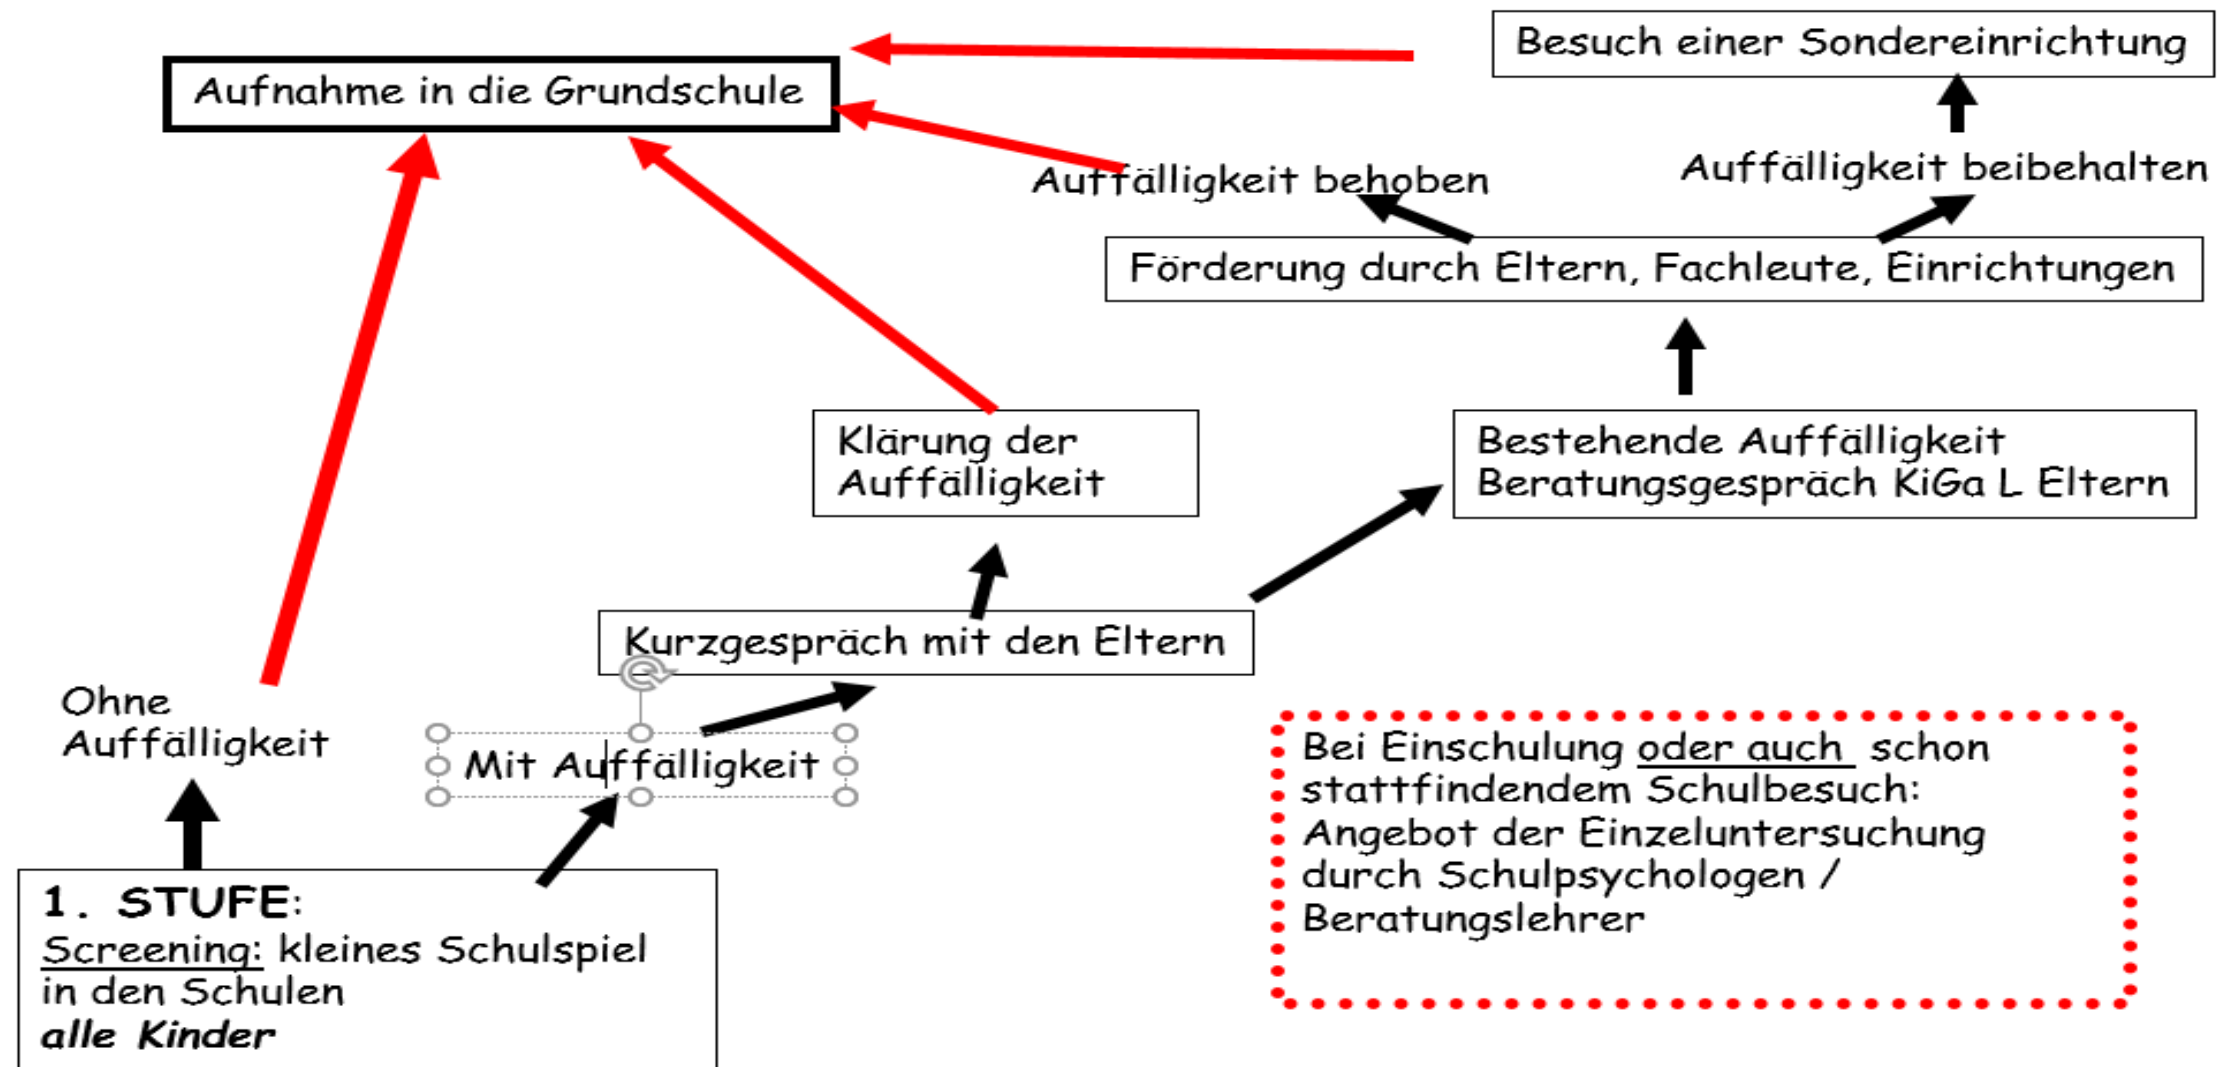 Besuch einer Sondereinrichtung
Aufnahme in die Grundschule
Auffälligkeit behoben
Auffälligkeit beibehalten
Förderung durch Eltern, Fachleute, Einrichtungen
Klärung der
Auffälligkeit
Bestehende Auffälligkeit
Beratungsgespräch KiGa L Eltern
Kurzgespräch mit den Eltern
Ohne
Auffälligkeit
Mit Auffälligkeit
Bei Einschulung oder auch schon
stattfindendem Schulbesuch:
Angebot der Einzeluntersuchung
durch Schulpsychologen /
Beratungslehrer
1. STUFE:
Screening: kleines Schulspiel
in den Schulen
alle Kinder